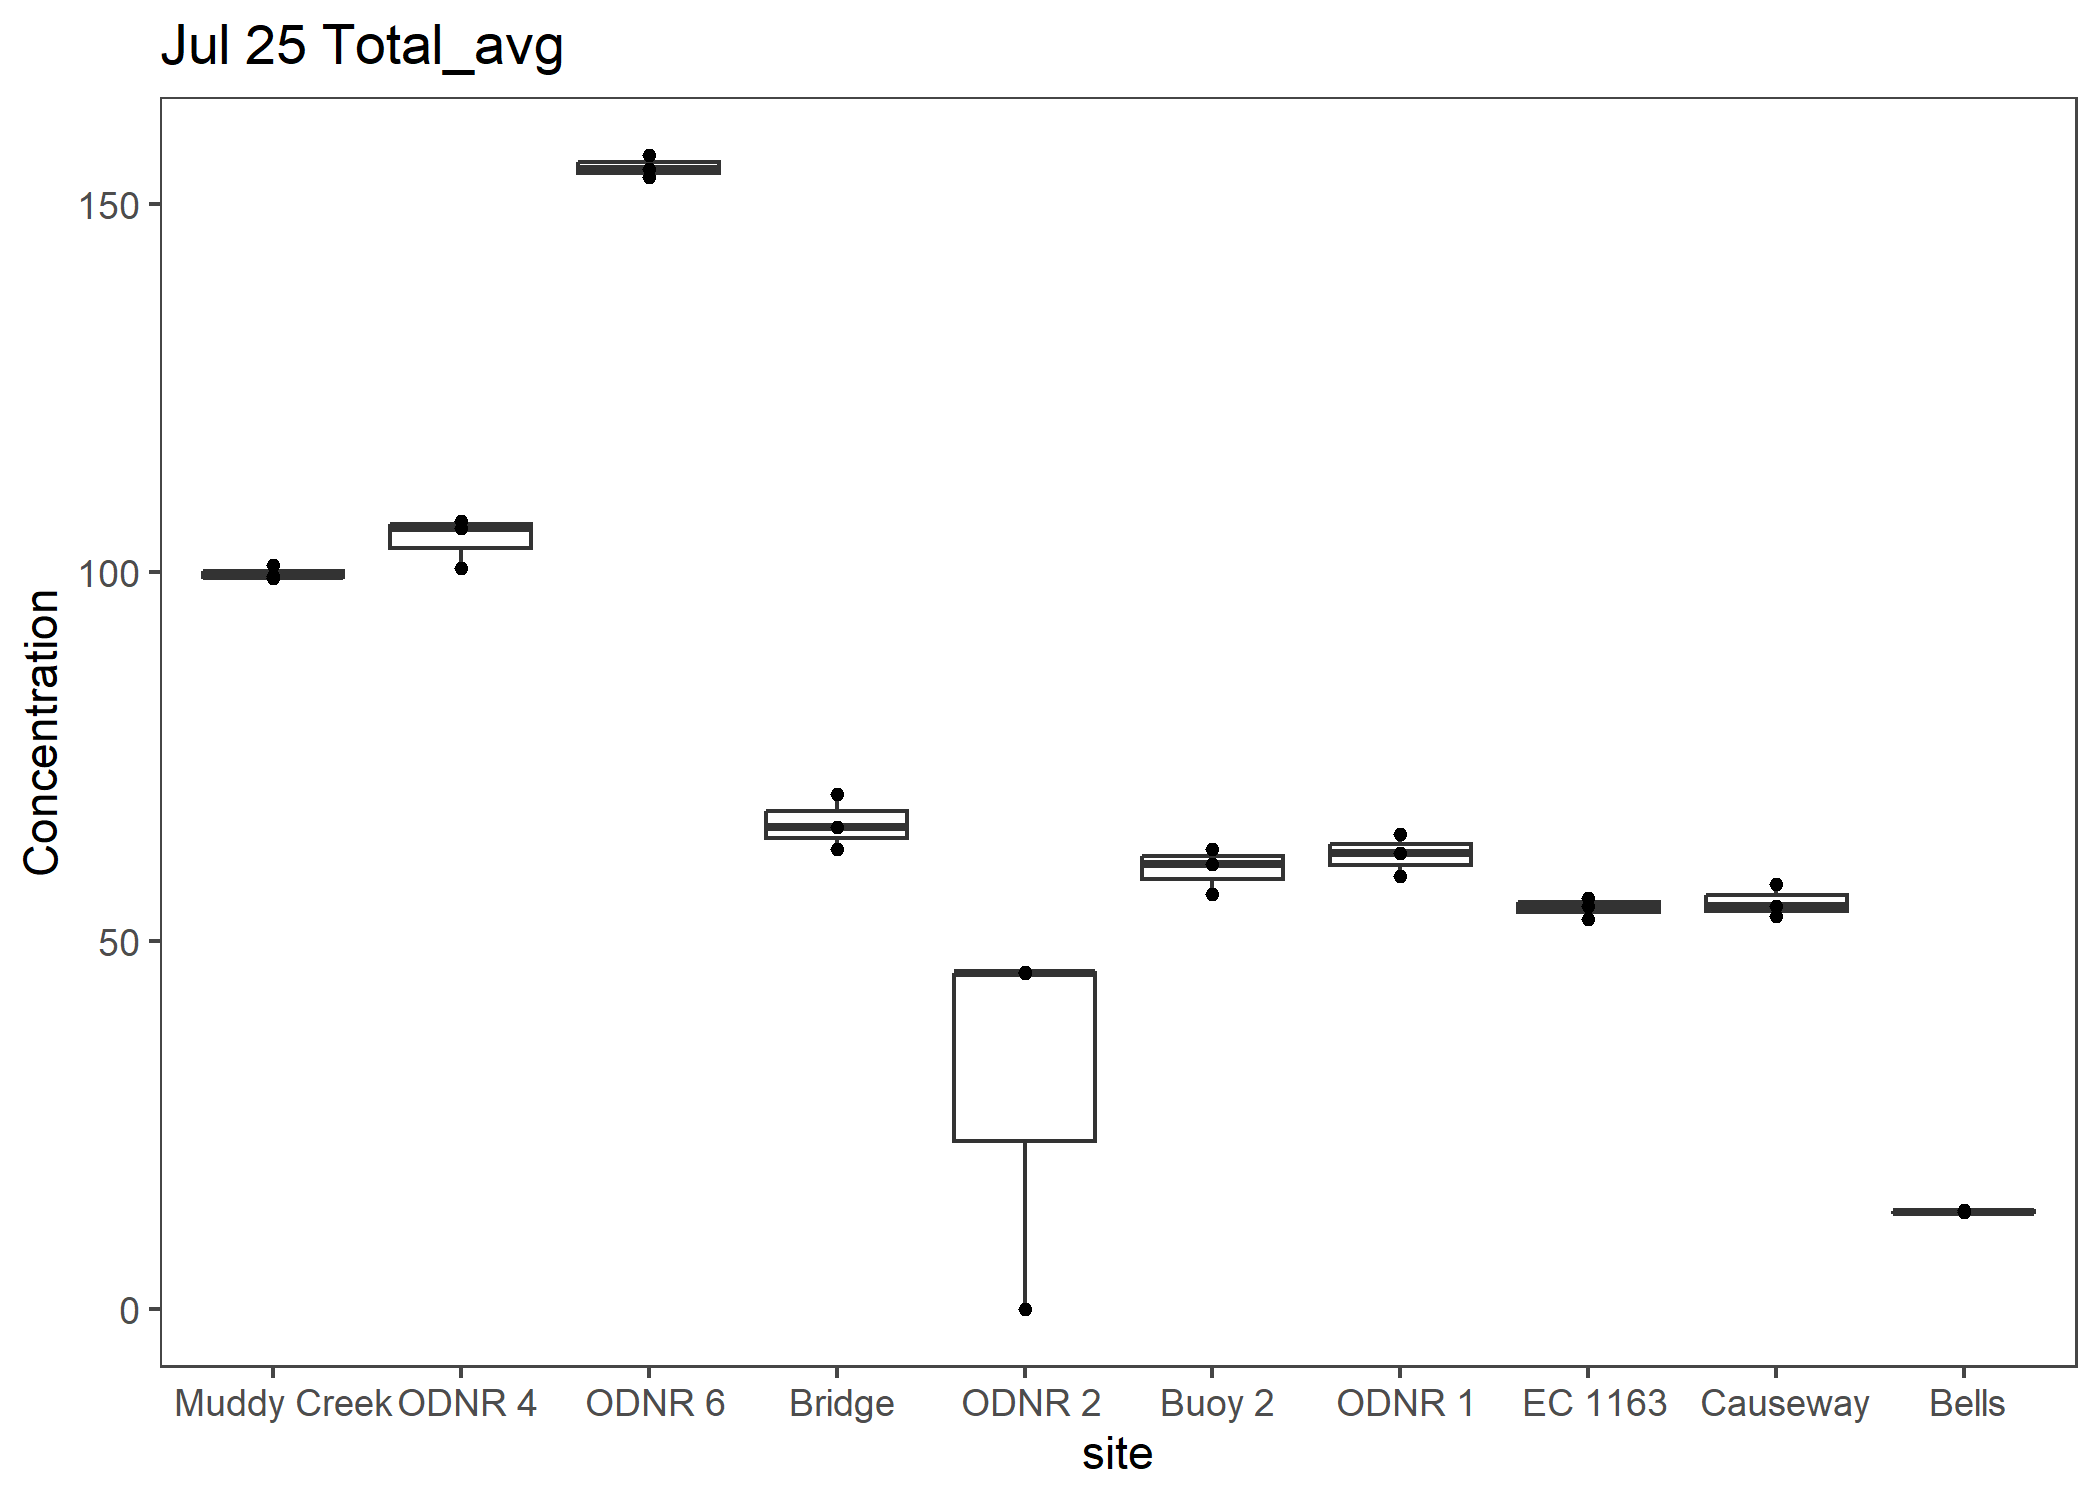 Jul 25 Total_avg
150
100
50
0
Concentration
Muddy Creek ODNR 4 ODNR 6 Bridge ODNR 2 Buoy 2 ODNR 1 EC 1163 Causeway Bells
site